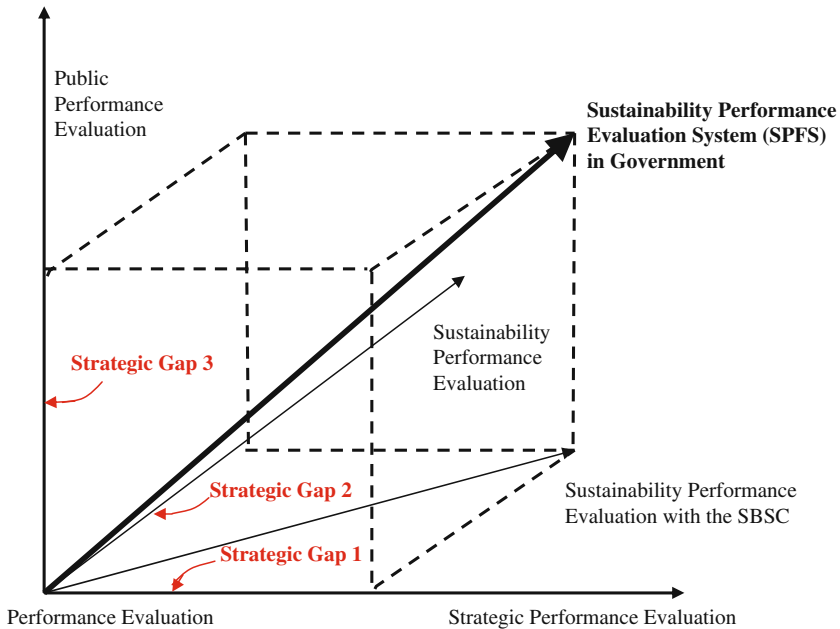 Public
Performance
Evaluation
Sustainability Performance
Evaluation System (SPFS)
in Government
Sustainability
Performance
Evaluation
Strategic Gap 3
Strategic Gap 2
Sustainability Performance
Evaluation with the SBSC
Strategic Gap 1
Performance Evaluation
Strategic Performance Evaluation